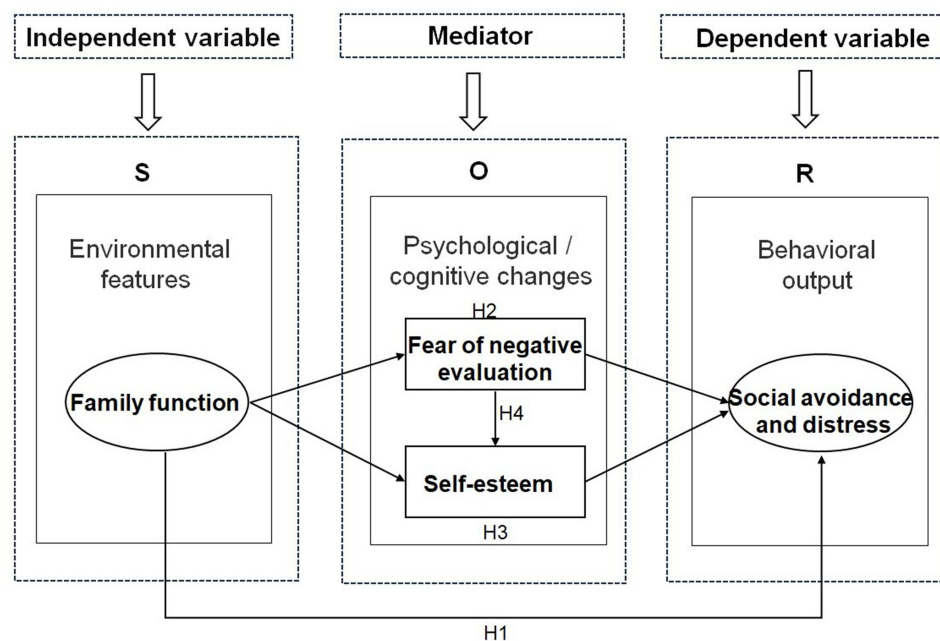 Independent variable
Mediator
Dependent variable
S
O
R
Environmental
features
Psychological /
cognitive changes
Behavioral
output
H2
Fear of negative
evaluation
Family function
H4
Social avoidance
and distress
Self-esteem
H3
H1